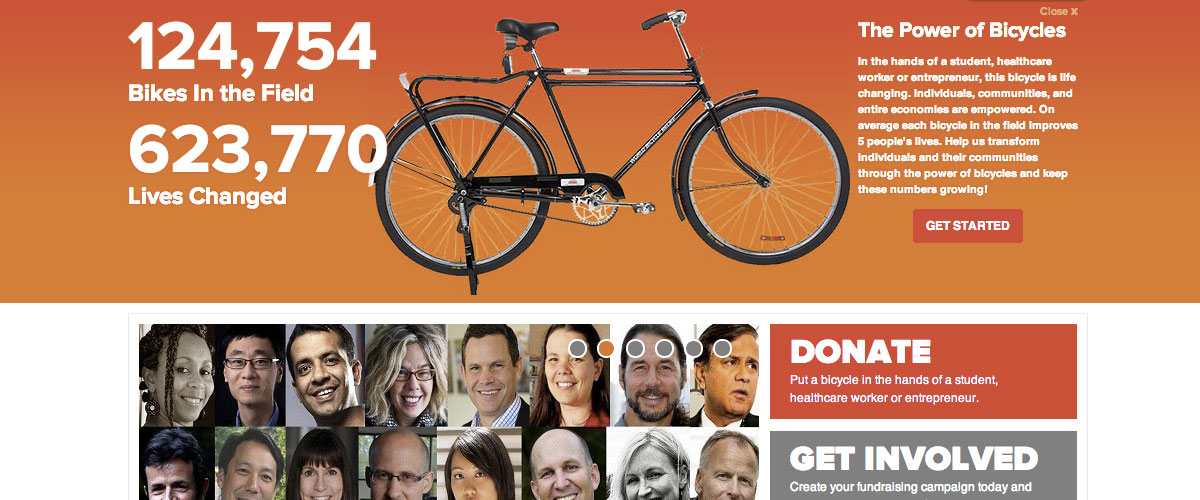 124,754
Bikes In the Field
623,770
Lives Changed
Close X
The Power of Bicycles
In the hands of a student, healthcare
worker or entrepreneur, this bicycle is life
changing. Individuals, communities, and
entire economies are empowered. On
average each bicycle in the field improves
5 people's lives. Help us transform
individuals and their communities
through the power of bicycles and keep
these numbers growing!
GET STARTED
DONATE
Put a bicycle in the hands of a student,
healthcare worker or entrepreneur.
GET INVOLVED
Create your fundraising campaign today and